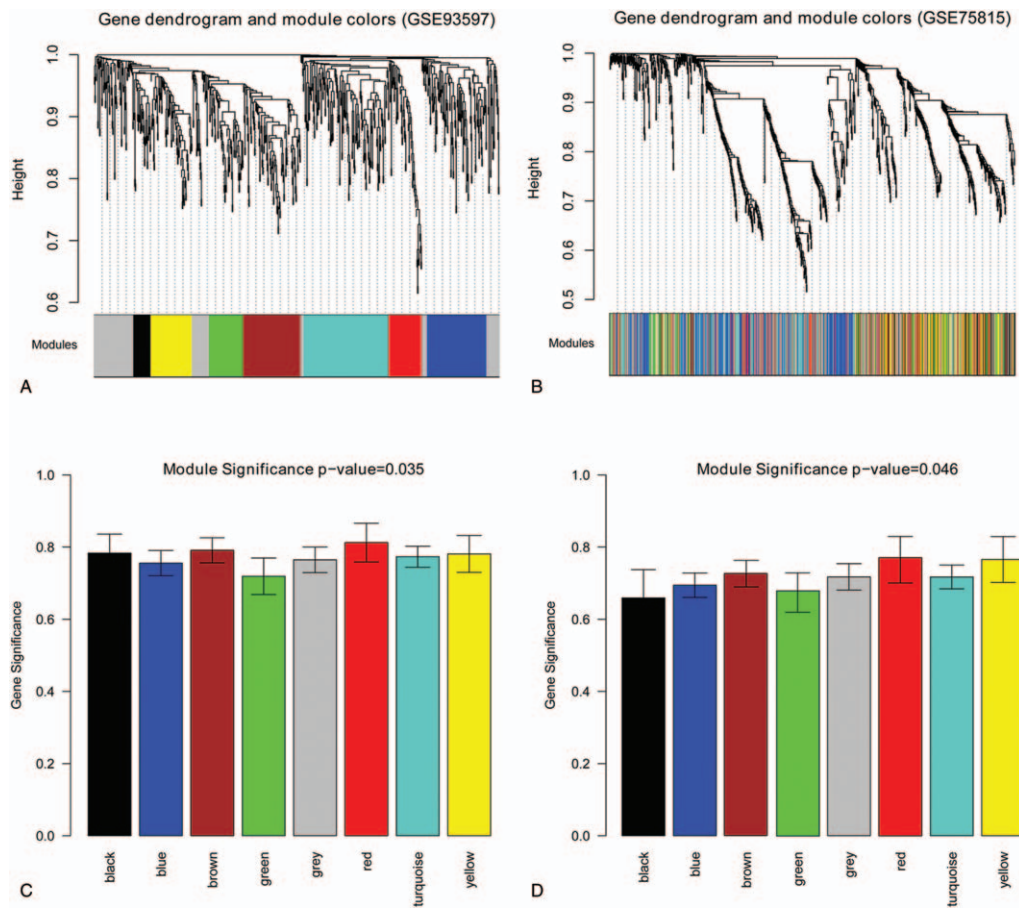 Gene dendrogram and module colors (GSE93597)
Height
1.0
0.9
0.8
0.7
0.6
Modules
A
Gene dendrogram and module colors (GSE75815)
Height
1.0
0.9
0.8
0.7
0.6
0.5
Modules
B
Module Significance p-value=0.035
Gene Significance
1.0
0.8
0.6
0.4
0.2
0.0
black
blue
brown
green
grey
red
turquoise
yellow
C
Module Significance p-value=0.046
Gene Significance
1.0
0.8
0.6
0.4
0.2
0.0
black
blue
brown
green
grey
red
turquoise
yellow
D